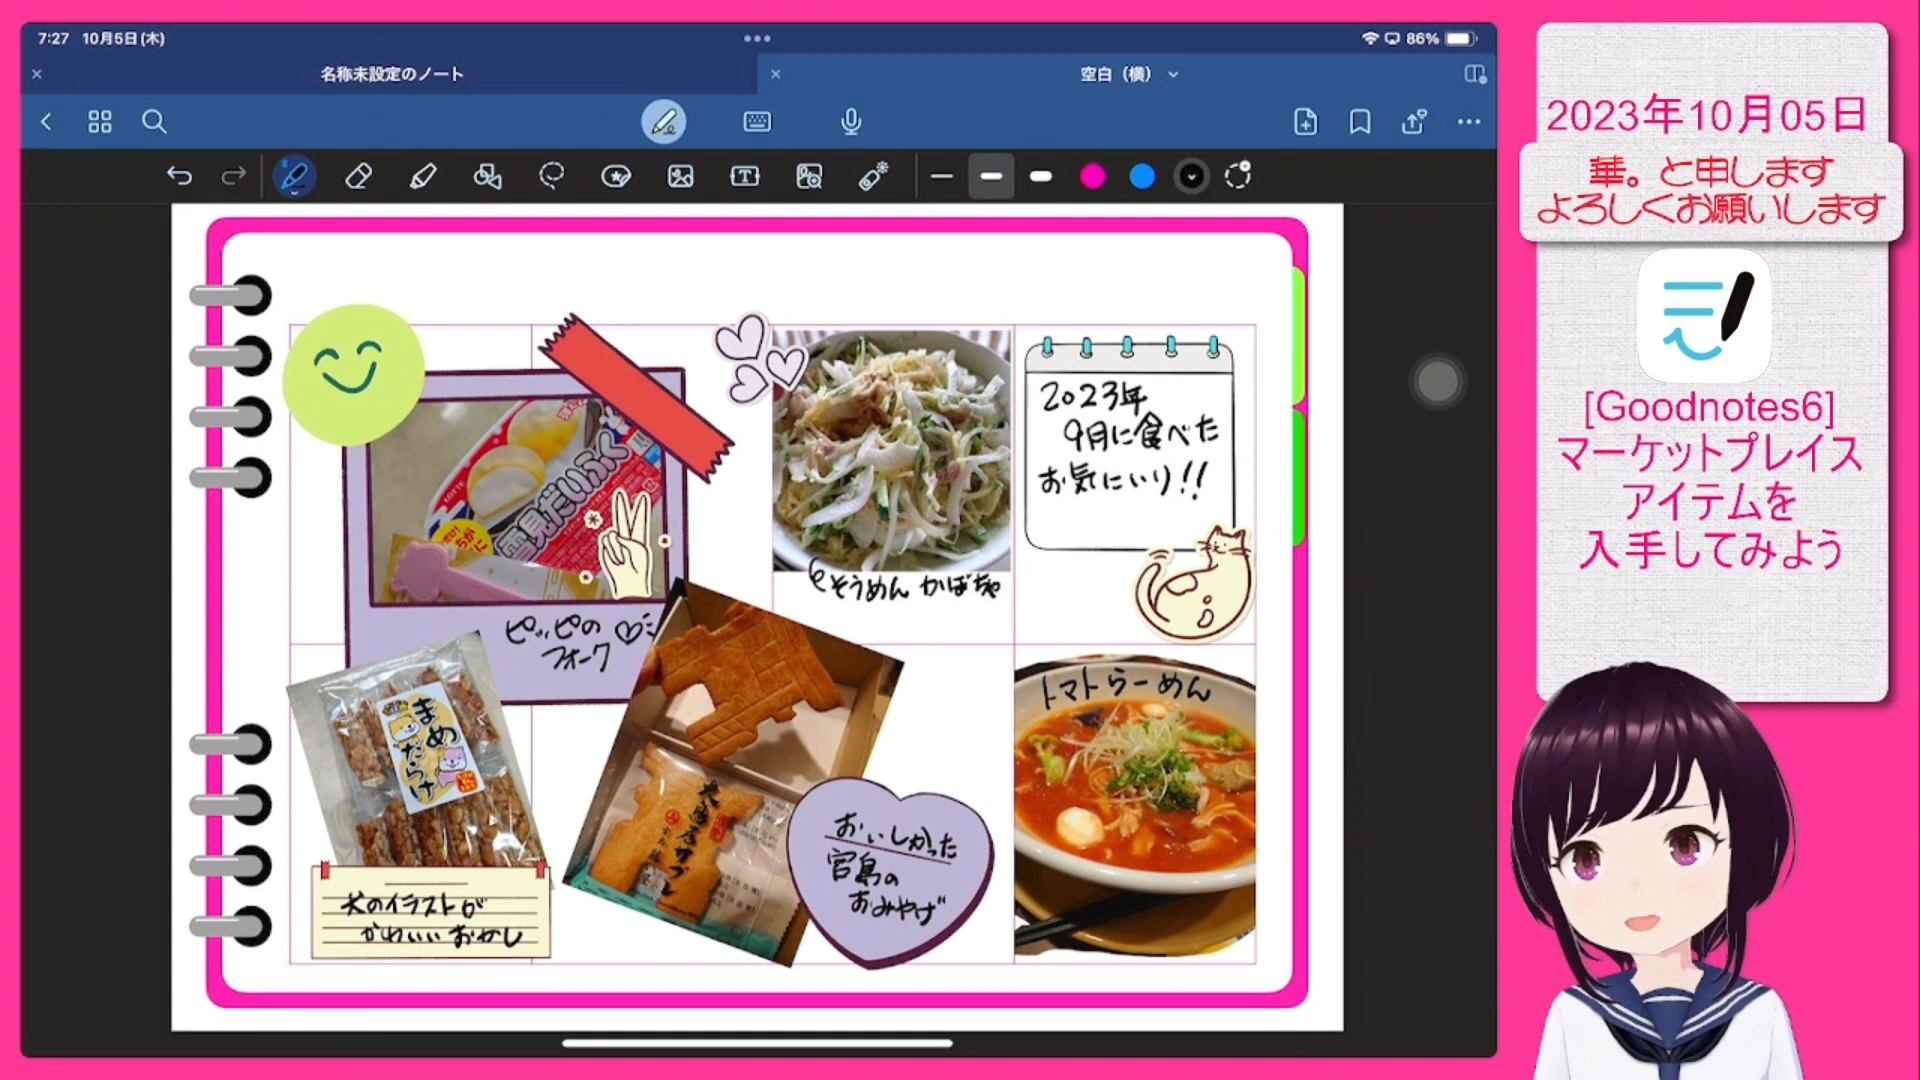 7:27 10月5日(木)
86%
名称未設定のノート
空白（横）
2023年
9月に食べた
お気にいり!!
LOTTE
雪見だいふく
ピッピの
フォーク
そうめん かぼちゃ
トマトらーめん
まめ
だらけ
大鳥居サブレ
おいしかった
宮島の
おみやげ
犬のイラストが
かわいい おかし
2023年10月05日
華。と申します
よろしくお願いします
[Goodnotes6]
マーケットプレイス
アイテムを
入手してみよう